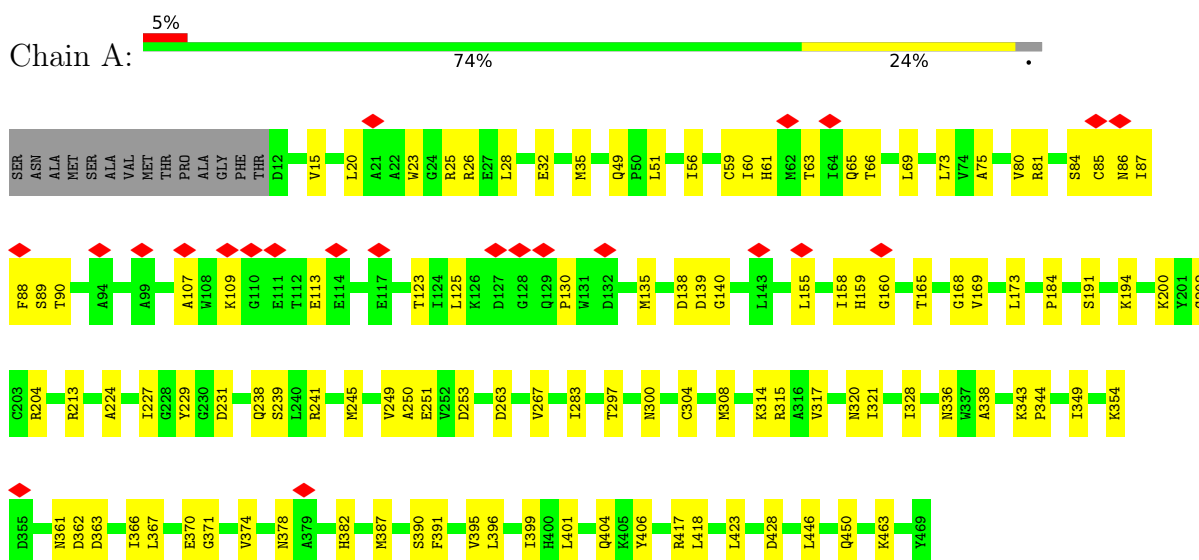 5%
Chain A:
74% 24% •
SER ASN ALA MET SER ALA VAL MET THR PRO ALA GLY PHE THR D12 V15 L20 A21 A22 W23 G24 R25 R26 E27 L28 E32 M35 Q49 P50 L51 I56 C59 I60 H61 M62 T63 I64 Q65 T66 L69 L73 V74 A75 V80 R81 S84 C85 N86 I87
F88 S89 T90 A94 A99 A107 W108 K109 G110 E111 T112 E113 E114 E117 T123 I124 L125 K126 D127 G128 Q129 P130 W131 D132 M135 D138 D139 G140 L143 L155 I158 H159 G160 T165 G168 V169 L173 P184 S191 K194 K200 Y201
C203 R204 R213 A224 I227 G228 Y229 G230 D231 Q238 S239 L240 R241 M245 V249 A250 E251 V252 D253 D263 V267 I283 T297 N300 C304 M308 K314 R315 A316 V317 N320 I321 I328 N336 W337 A338 K343 P344 I349 K354
D355 N361 D362 D363 I366 L367 E370 G371 V374 N378 A379 H382 M387 S390 F391 V395 L396 I399 H400 L401 Q404 K405 Y406 R417 L418 L423 D428 L446 Q450 K463 Y469